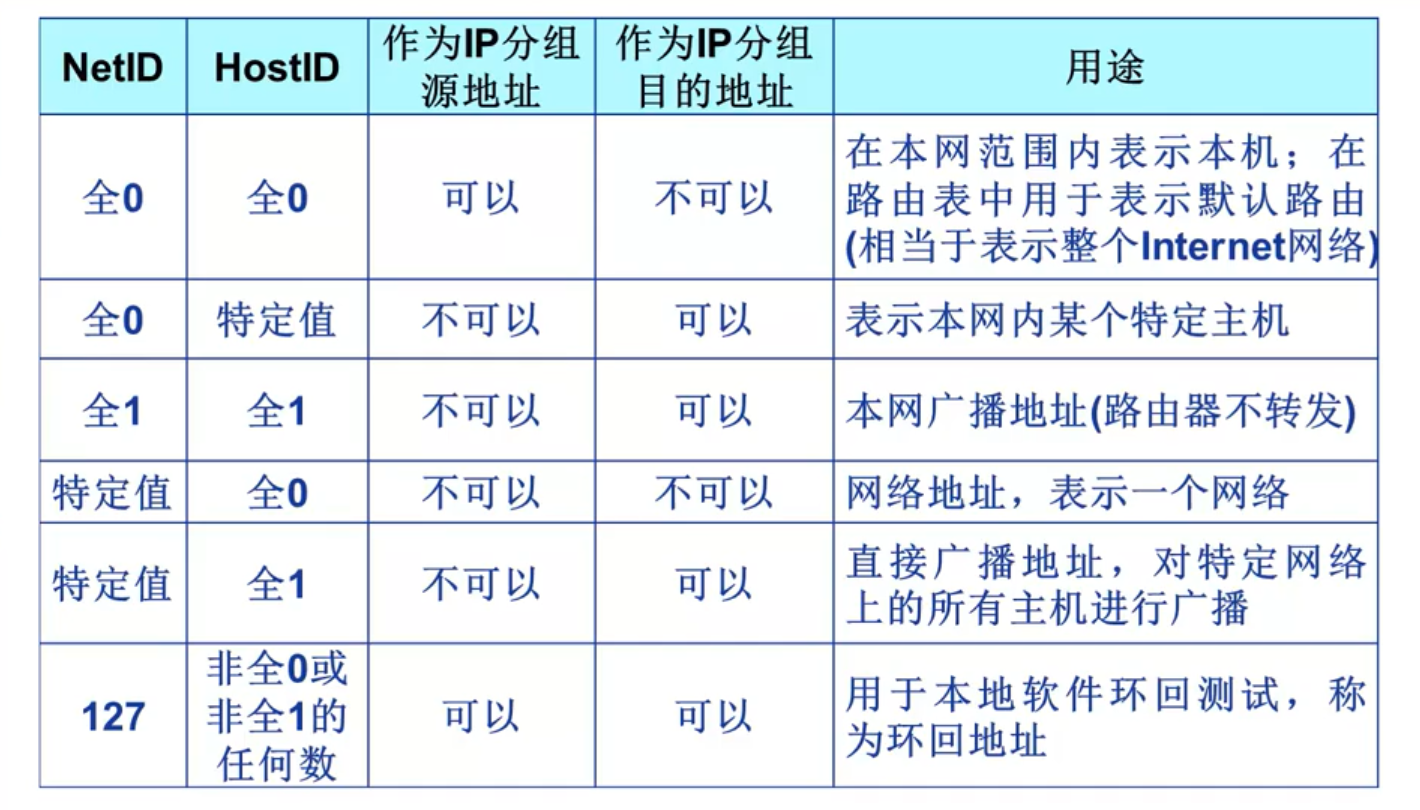 NetID
HostID
作为IP分组
源地址
作为IP分组
目的地址
用途
全0
全0
可以
不可以
在本网范围内表示本机；在
路由表中用于表示默认路由
(相当于表示整个Internet网络)
全0
特定值
不可以
可以
表示本网内某个特定主机
全1
全1
不可以
可以
本网广播地址(路由器不转发)
特定值
全0
不可以
不可以
网络地址，表示一个网络
特定值
全1
不可以
可以
直接广播地址，对特定网络
上的所有主机进行广播
127
非全0或
非全1的
任何数
可以
可以
用于本地软件环回测试，称
为环回地址